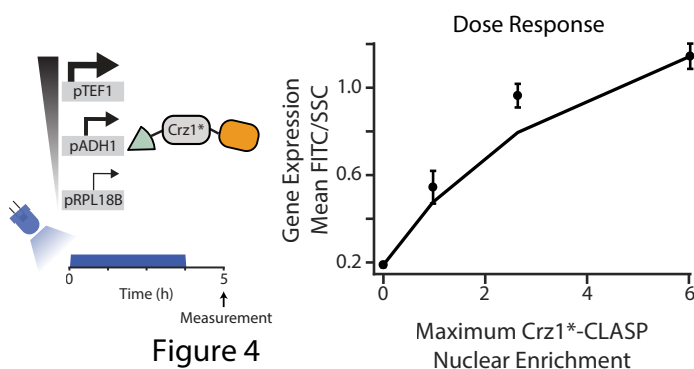 pTEF1
pADH1
Crz1*
pRPL18B
0
5
Time (h)
Measurement
Figure 4
Dose Response
Gene Expression
Mean FITC/SSC
1.0
0.6
0.2
0 2 4 6
Maximum Crz1*-CLASP
Nuclear Enrichment